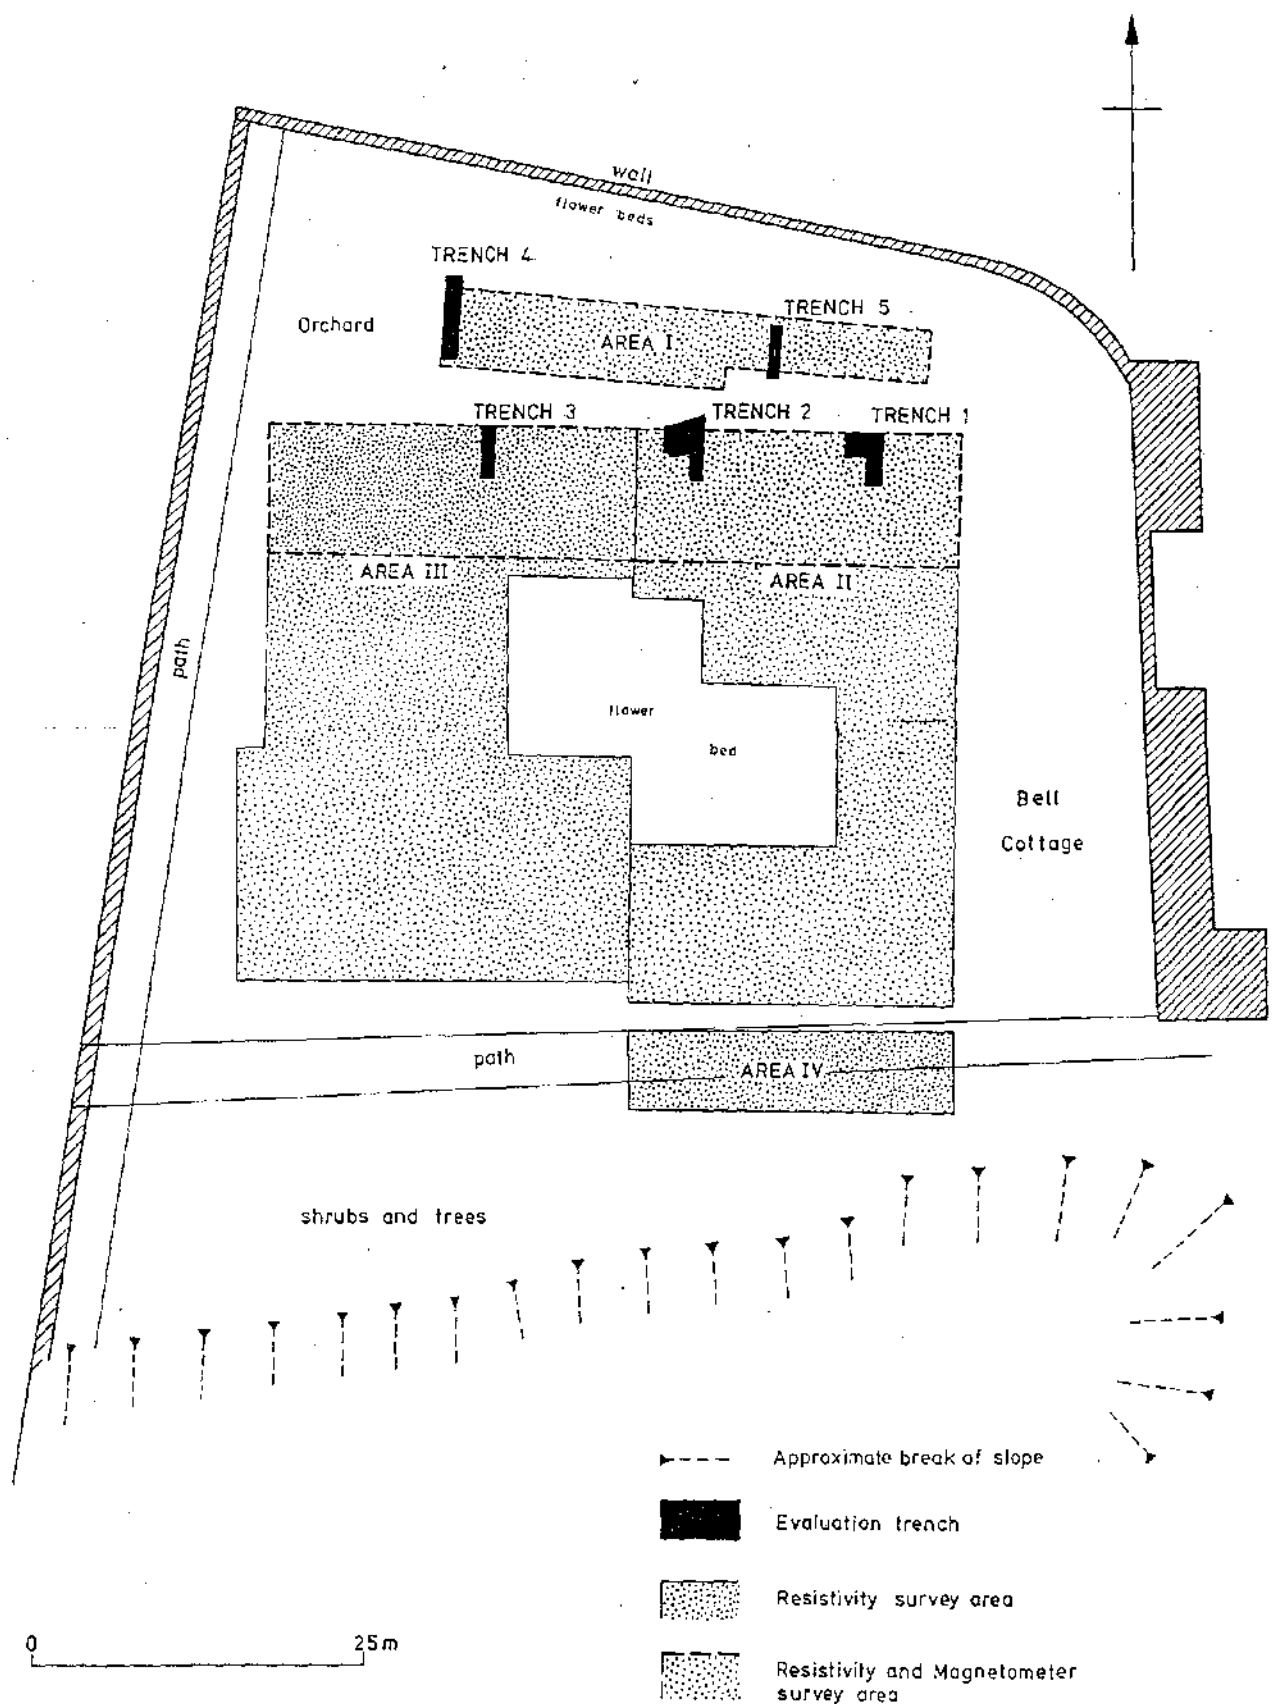 wall
flower beds
TRENCH 4
TRENCH 5
Orchard
AREA I
TRENCH 3
TRENCH 2
TRENCH 1
AREA III
AREA II
path
flower
bed
Bell
Cottage
path
AREA IV
shrubs and trees
Approximate break of slope
Evaluation trench
Resistivity survey area
0
25m
Resistivity and Magnetometer
survey area